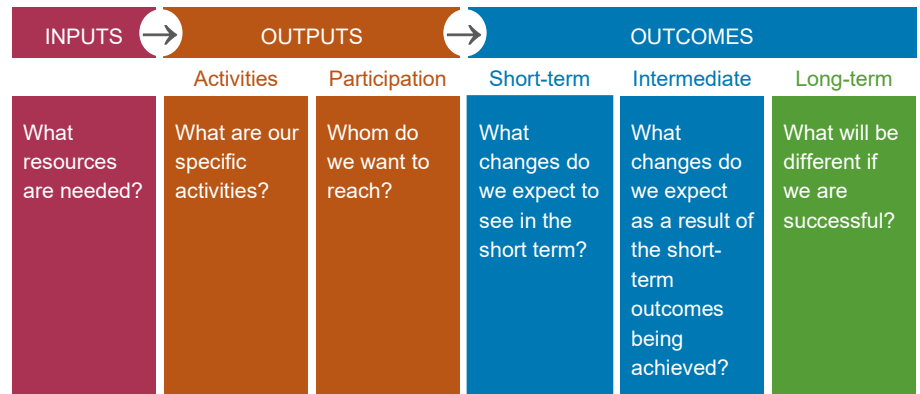 INPUTS
OUTPUTS
OUTCOMES
Activities
Participation
Short-term
Intermediate
Long-term
What
resources
are needed?
What are our
specific
activities?
Whom do
we want to
reach?
What
changes do
we expect to
see in the
short term?
What
changes do
we expect
as a result of
the short-
term
outcomes
being
achieved?
What will be
different if
we are
successful?